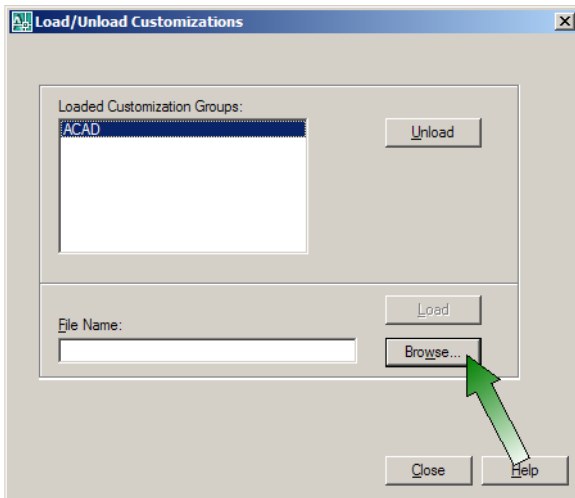 Load/Unload Customizations
Loaded Customization Groups:
ACAD
Unload
Load
File Name:
Browse...
Close
Help